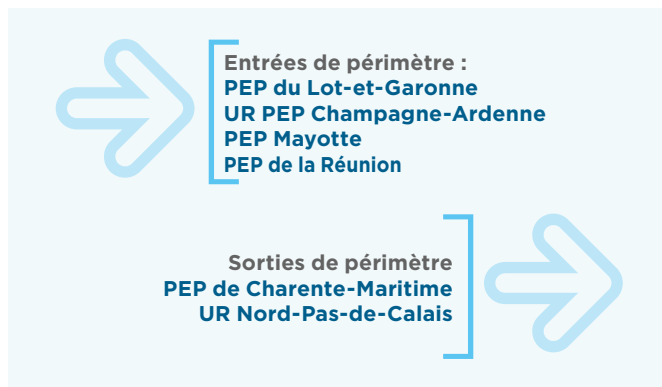 Entrées de périmètre :
PEP du Lot-et-Garonne
UR PEP Champagne-Ardenne
PEP Mayotte
PEP de la Réunion
Sorties de périmètre
PEP de Charente-Maritime
UR Nord-Pas-de-Calais